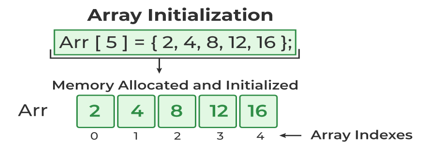 Array Initialization
Arr [ 5 ] = { 2, 4, 8, 12, 16 };
Memory Allocated and Initialized
Arr 2 4 8 12 16
0 1 2 3 4 Array Indexes